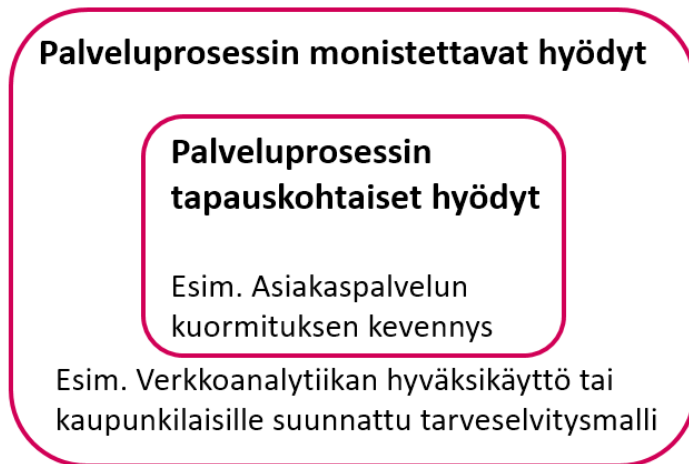 Palveluprosessin monistettavat hyödyt
Palveluprosessin
tapauskohtaiset hyödyt
Esim. Asiakaspalvelun
kuormituksen kevennys
Esim. Verkkoanalytiikan hyväksikäyttö tai
kaupunkilaisille suunnattu tarveselvitysmalli